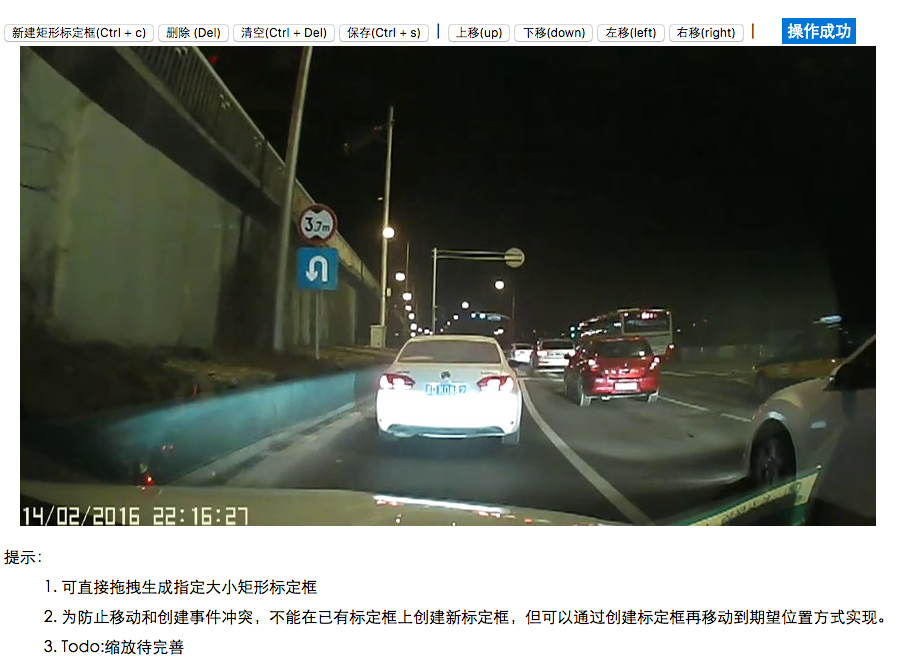 新建矩形标定框(Ctrl + c) 删除 (Del) 清空(Ctrl + Del) 保存(Ctrl + s) | 上移(up) 下移(down) 左移(left) 右移(right) | 操作成功
3.7m
14/02/2016 22:16:27
提示:
1. 可直接拖拽生成指定大小矩形标定框
2. 为防止移动和创建事件冲突，不能在已有标定框上创建新标定框，但可以通过创建标定框再移动到期望位置方式实现。
3. Todo:缩放待完善